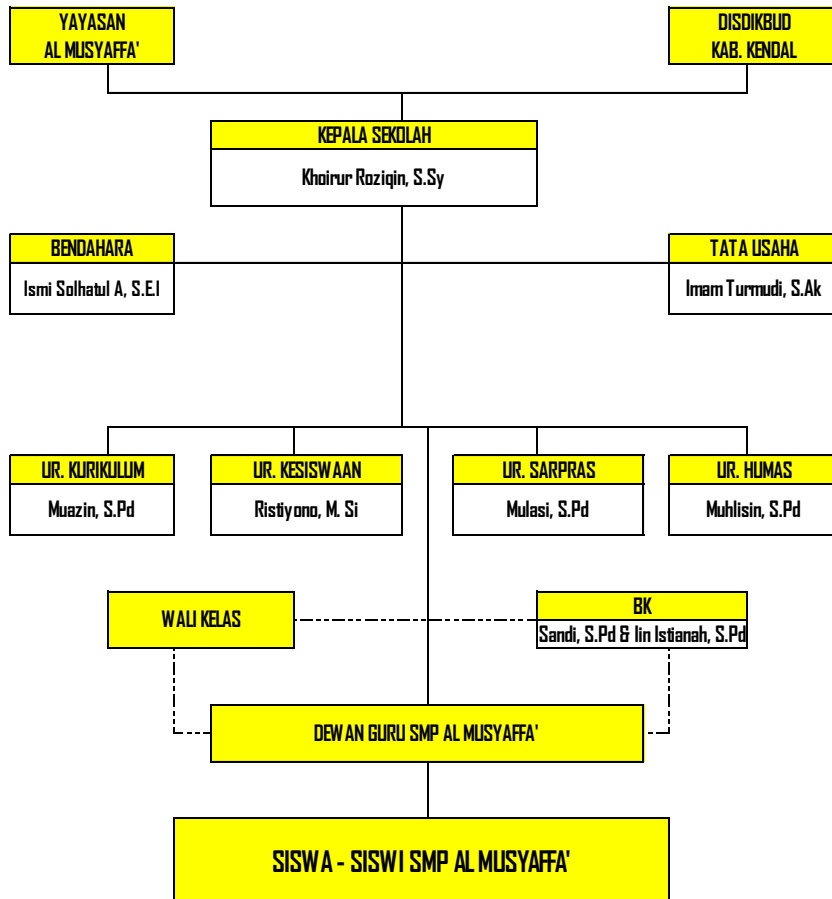 YAYASAN
AL MUSYAFFA'
DISDIKBUD
KAB. KENDAL
KEPALA SEKOLAH
Khoirur Roziqin, S.Sy
BENDAHARA
Ismi Solhatul A, S.E.I
TATA USAHA
Imam Turmudi, S.Ak
UR. KURIKULUM
Muazin, S.Pd
UR. KESISWAAN
Ristiyono, M. Si
UR. SARPRAS
Mulasi, S.Pd
UR. HUMAS
Muhlisin, S.Pd
WALI KELAS
BK
Sandi, S.Pd & Iin Istianah, S.Pd
DEWAN GURU SMP AL MUSYAFFA'
SISWA - SISWI SMP AL MUSYAFFA'